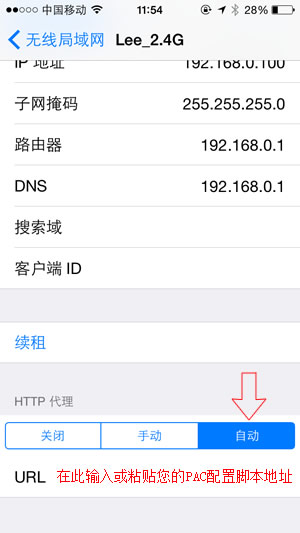 中国移动 11:54 28%
无线局域网 Lee_2.4G
IP 地址 192.168.0.100
子网掩码 255.255.255.0
路由器 192.168.0.1
DNS 192.168.0.1
搜索域
客户端 ID
续租
HTTP 代理
关闭 手动 自动
URL 在此输入或粘贴您的PAC配置脚本地址